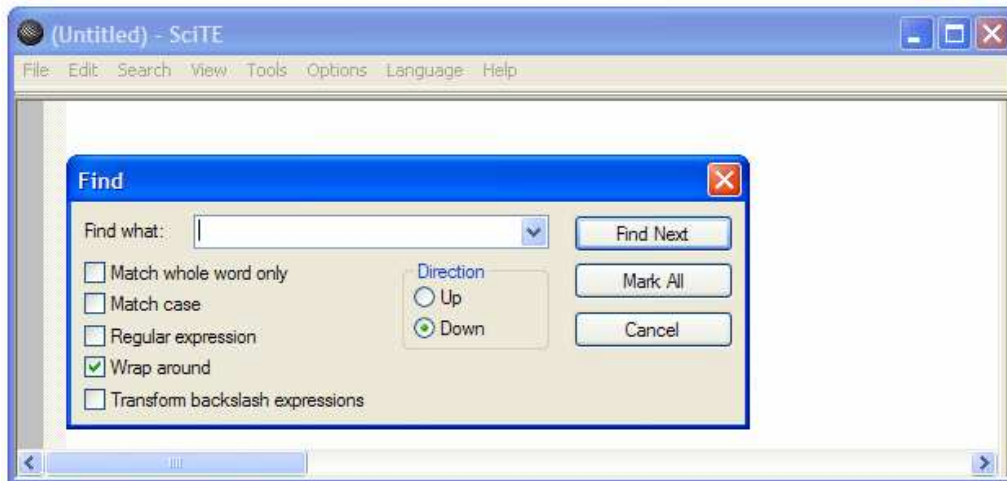 (Untitled) - SciTE
File Edit Search View Tools Options Language Help
Find
Find what:
Find Next
Match whole word only
Direction
Mark All
Match case
Up
Regular expression
Down
Cancel
Wrap around
Transform backslash expressions